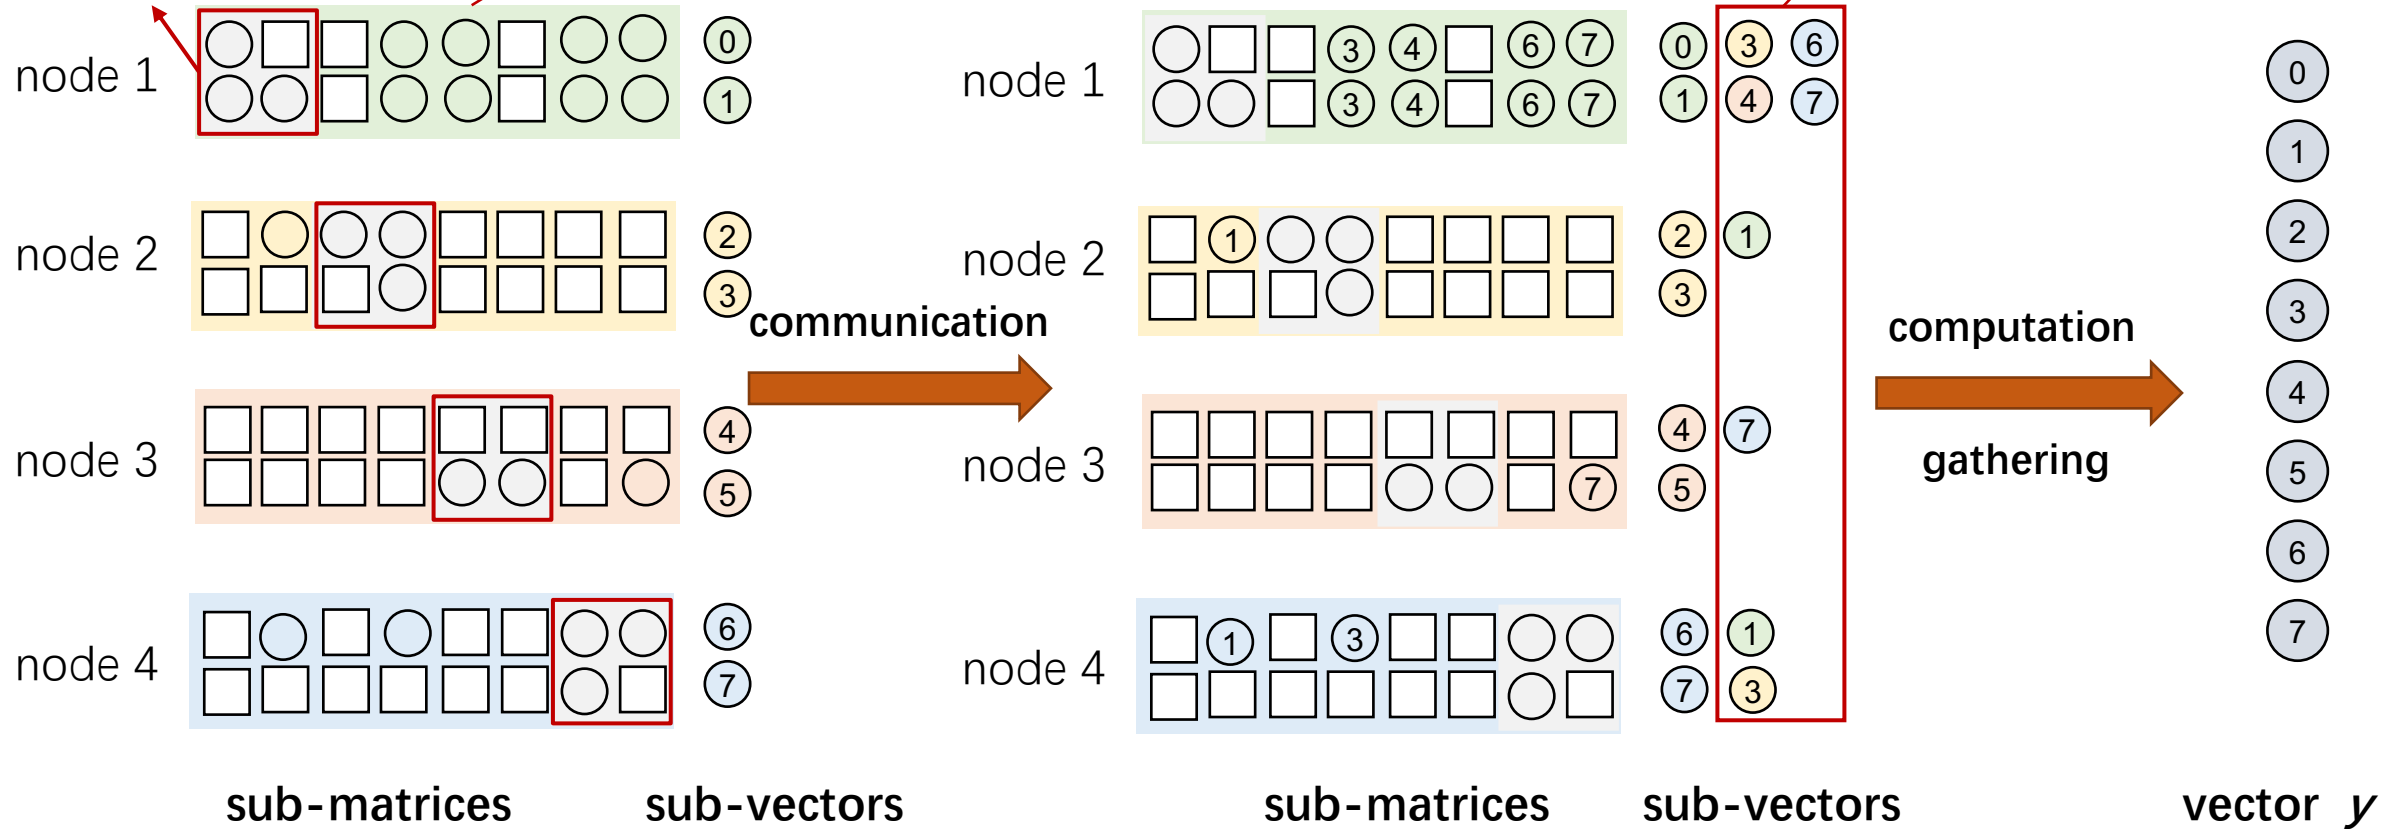 node 1
0
1
node 2
2
3
node 3
4
5
node 4
6
7
sub-matrices
sub-vectors
communication
node 1
3 4 6 7
3 4 6 7
0 3 6
1 4 7
node 2
1
2 1
3
node 3
7
4 7
5
node 4
1 3
6 1
7 3
sub-matrices
sub-vectors
computation
gathering
0
1
2
3
4
5
6
7
vector y